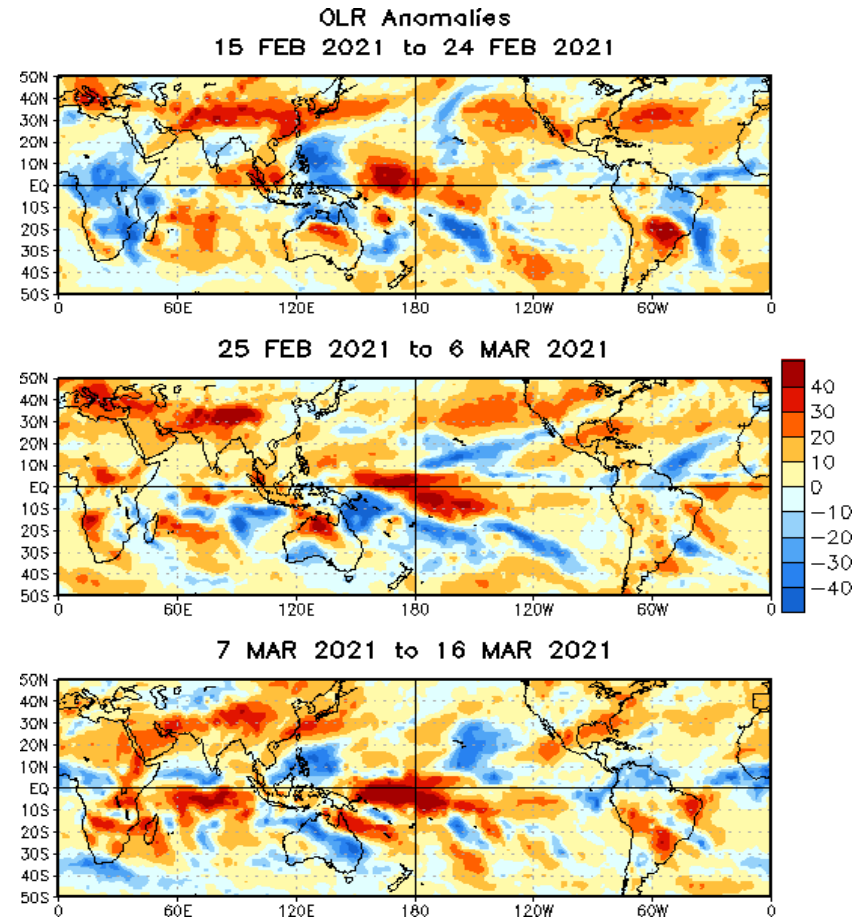 OLR Anomalies
15 FEB 2021 to 24 FEB 2021
50N
40N
30N
20N
10N
EQ
10S
20S
30S
40S
50S
0 60E 120E 180 120W 60W 0
25 FEB 2021 to 6 MAR 2021
50N
40N
30N
20N
10N
EQ
10S
20S
30S
40S
50S
0 60E 120E 180 120W 60W 0
40
30
20
10
0
-10
-20
-30
-40
7 MAR 2021 to 16 MAR 2021
50N
40N
30N
20N
10N
EQ
10S
20S
30S
40S
50S
0 60E 120E 180 120W 60W 0